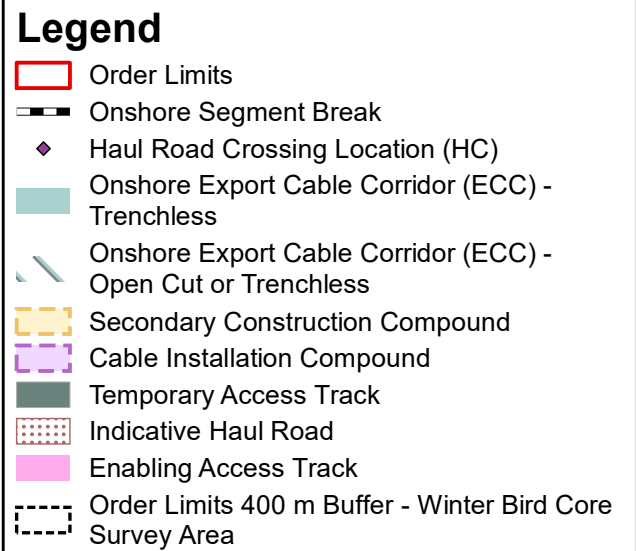 Legend
Order Limits
Onshore Segment Break
Haul Road Crossing Location (HC)
Onshore Export Cable Corridor (ECC) -
Trenchless
Onshore Export Cable Corridor (ECC) -
Open Cut or Trenchless
Secondary Construction Compound
Cable Installation Compound
Temporary Access Track
Indicative Haul Road
Enabling Access Track
Order Limits 400 m Buffer - Winter Bird Core
Survey Area